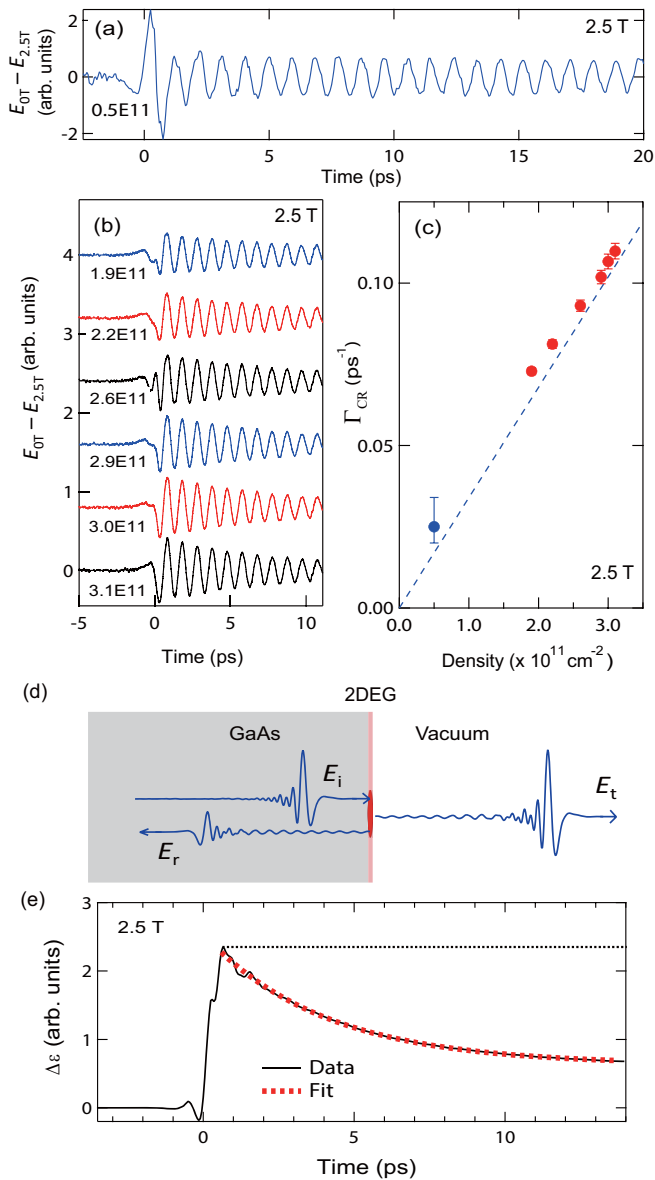 (a)
2.5 T
E0T – E2.5T
(arb. units)
2
0
-2
0.5E11
0
5
10
15
20
Time (ps)
(b)
2.5 T
E0T – E2.5T (arb. units)
4
3
2
1
0
1.9E11
2.2E11
2.6E11
2.9E11
3.0E11
3.1E11
-5
0
5
10
Time (ps)
(c)
ΓCR (ps-1)
0.10
0.05
0.00
2.5 T
0.0
1.0
2.0
3.0
Density (x 10^11 cm^-2)
(d)
2DEG
GaAs
Vacuum
Ei
Et
Er
(e)
2.5 T
Δε (arb. units)
3
2
1
0
Data
Fit
0
5
10
Time (ps)